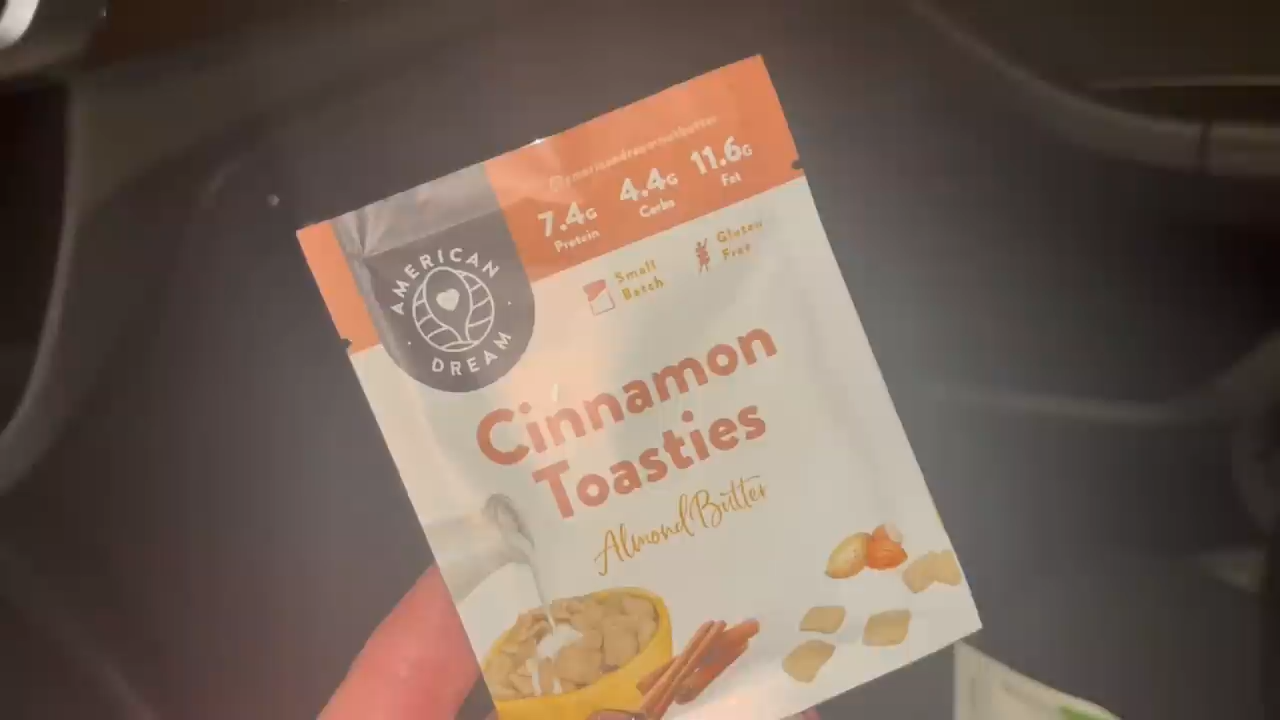 @americandreamnutbutter
7.4G 4.4G 11.6G
Protein Carbs Fat
AMERICAN
DREAM
Small
Batch
Gluten
Free
Cinnamon
Toasties
Almond Butter